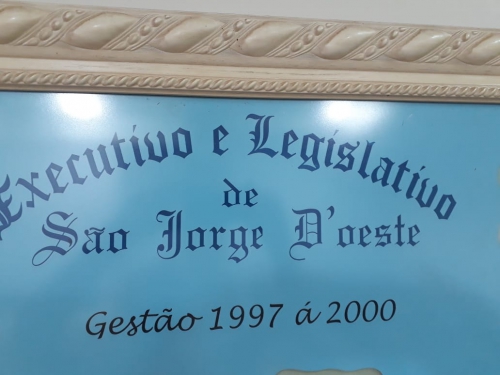 Executivo e Legislativo
de
São Jorge D'oeste
Gestão 1997 á 2000